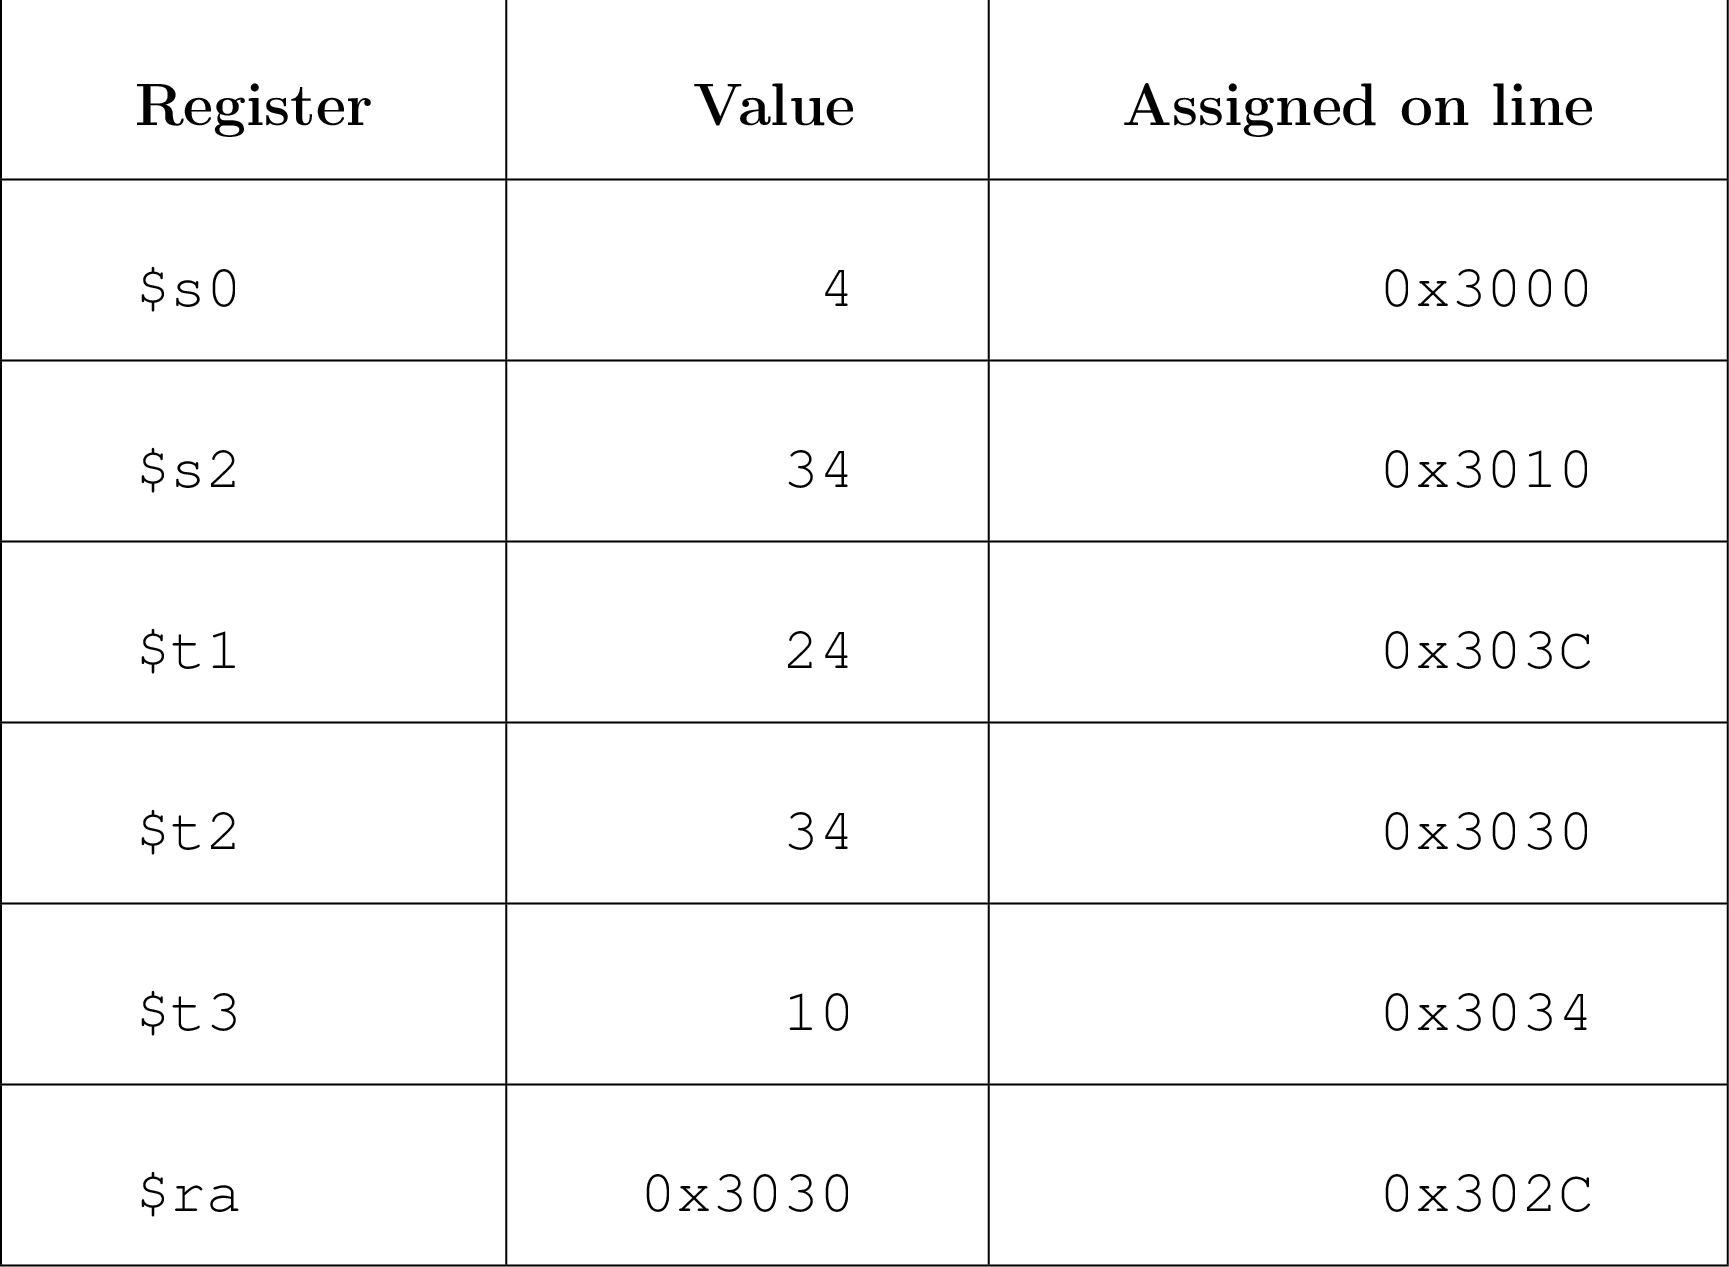 Register Value Assigned on line
$s0 4 0x3000
$s2 34 0x3010
$t1 24 0x303C
$t2 34 0x3030
$t3 10 0x3034
$ra 0x3030 0x302C